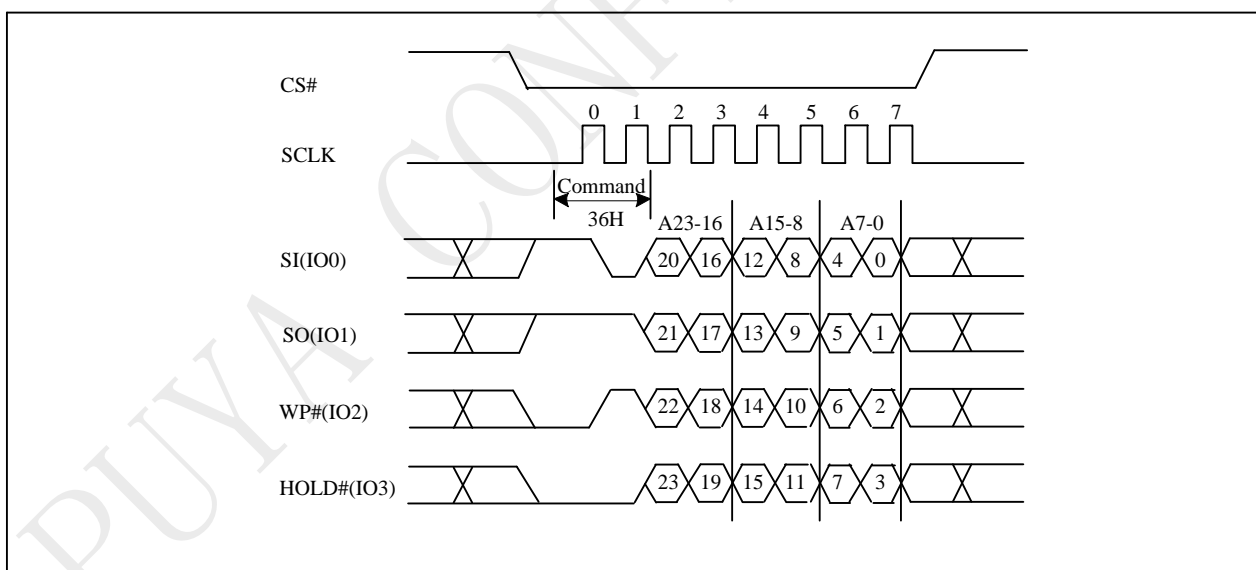 PUYA CONF
CS#
0 1 2 3 4 5 6 7
SCLK
Command
36H
A23-16 A15-8 A7-0
SI(IO0) 20 16 12 8 4 0
SO(IO1) 21 17 13 9 5 1
WP#(IO2) 22 18 14 10 6 2
HOLD#(IO3) 23 19 15 11 7 3